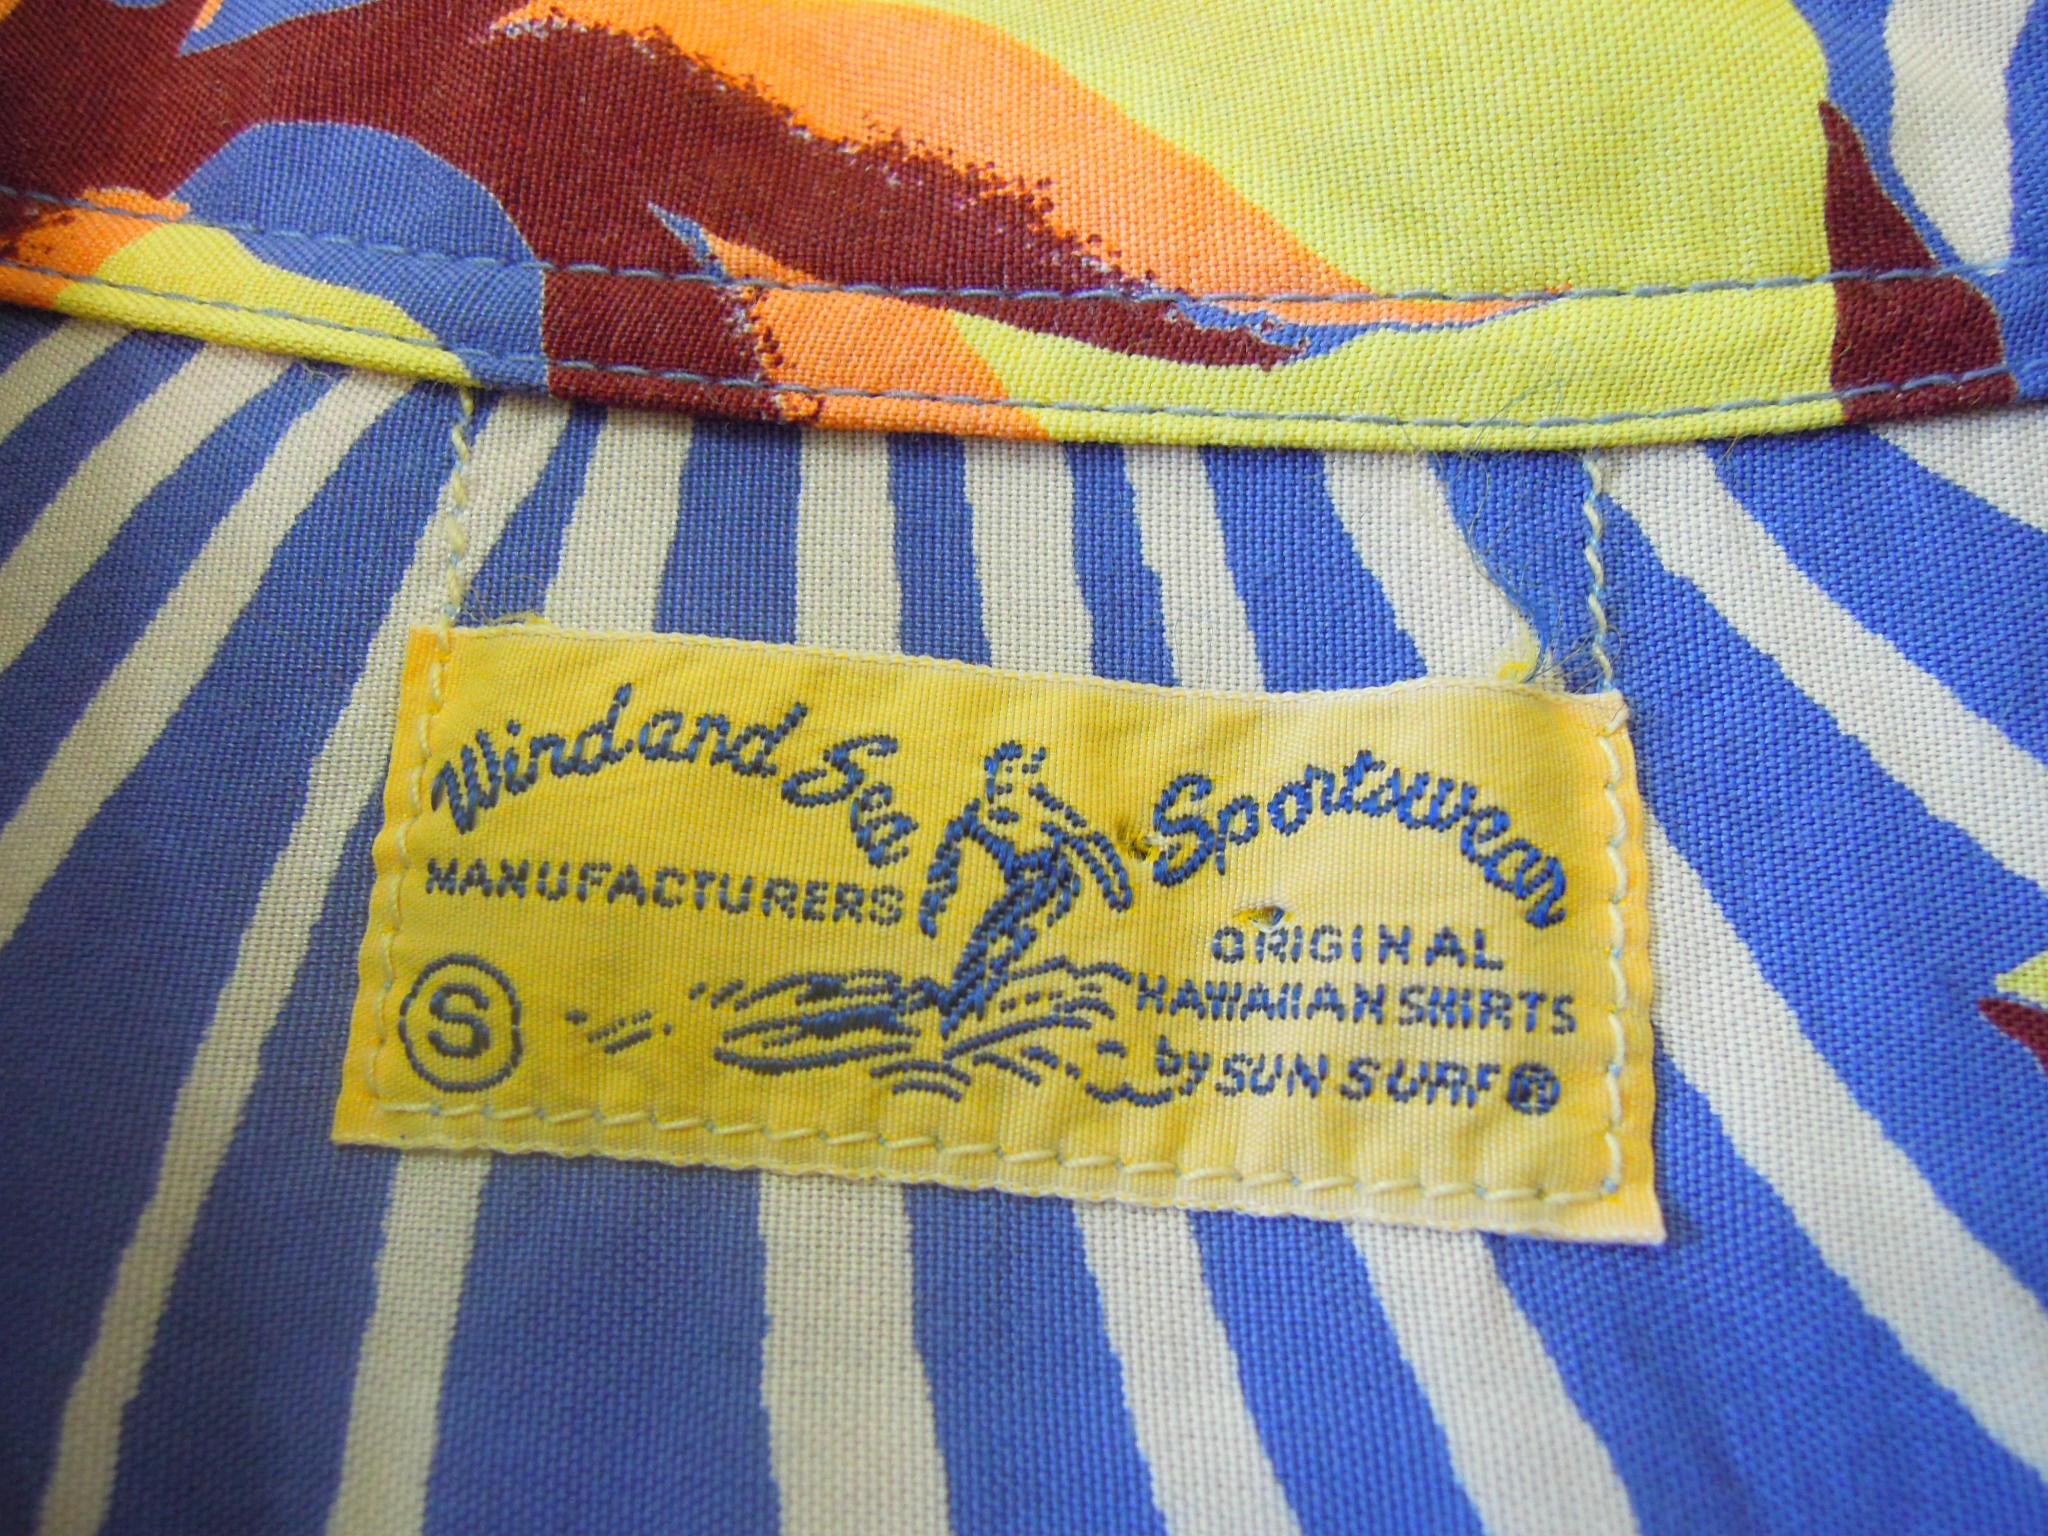 Wind and Sea Sportswear
MANUFACTURERS
S
ORIGINAL
HAWAIIAN SHIRTS
by SUN SURF ®